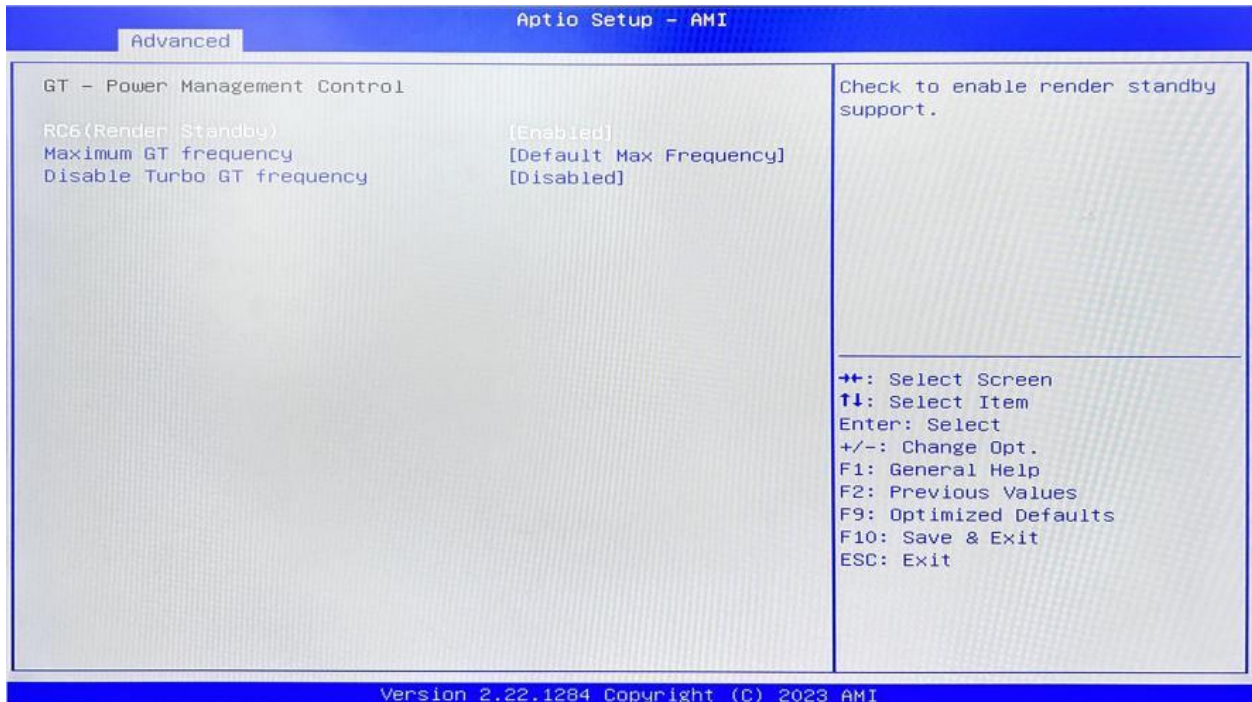 Aptio Setup – AMI
Advanced
GT – Power Management Control
RC6(Render Standby) [Enabled]
Maximum GT frequency [Default Max Frequency]
Disable Turbo GT frequency [Disabled]
Check to enable render standby
support.
→←: Select Screen
↑↓: Select Item
Enter: Select
+/-: Change Opt.
F1: General Help
F2: Previous Values
F9: Optimized Defaults
F10: Save & Exit
ESC: Exit
Version 2.22.1284 Copyright (C) 2023 AMI